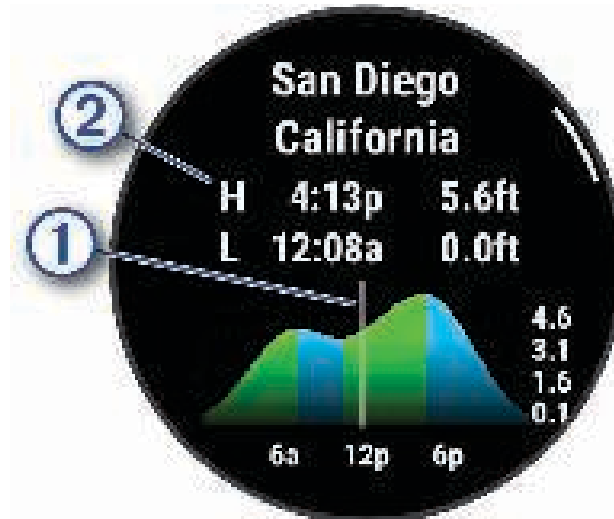 San Diego
California
2
H 4:13p 5.6ft
1
L 12:08a 0.0ft
4.6
3.1
1.6
0.1
6a 12p 6p